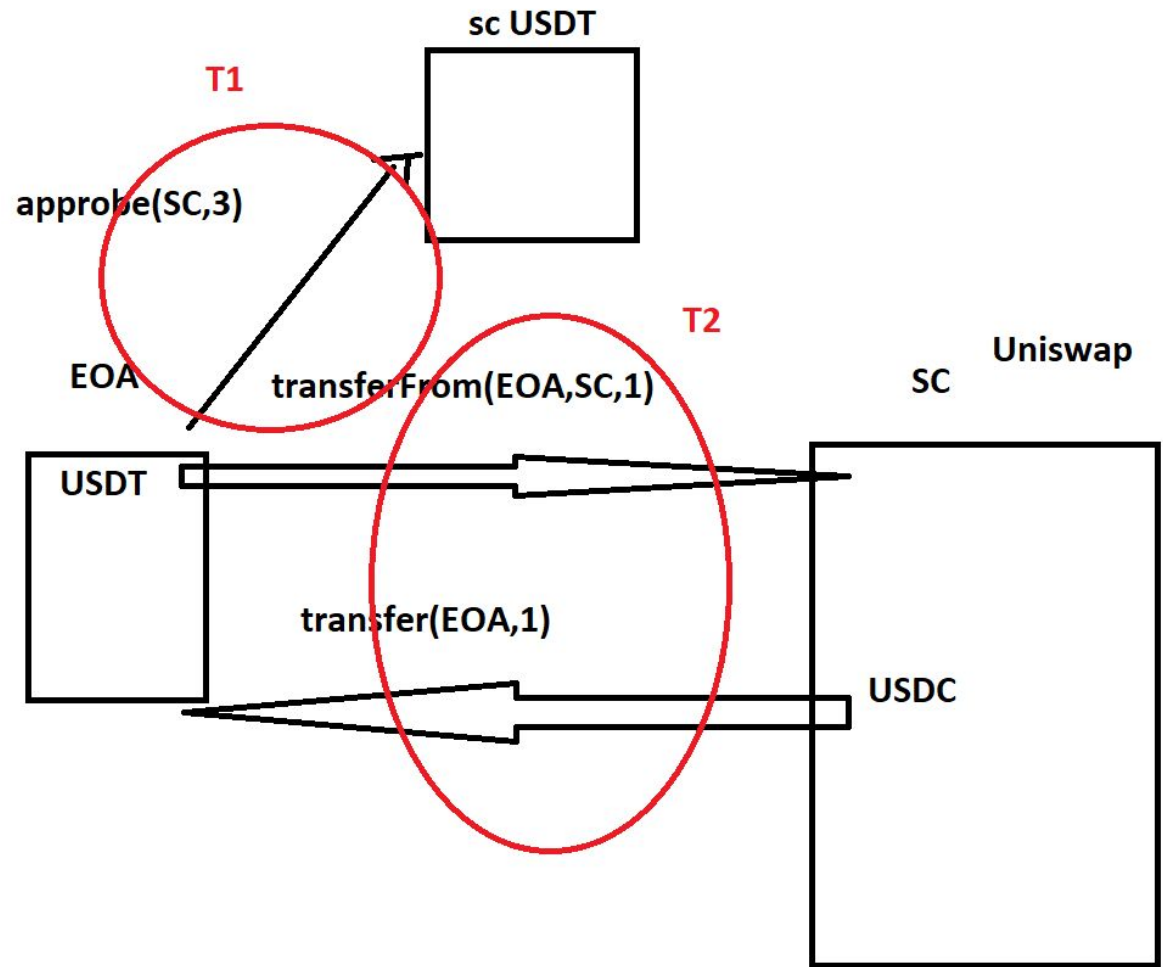 sc USDT
T1
approbe(SC,3)
T2
Uniswap
EOA
transferFrom(EOA,SC,1)
SC
USDT
transfer(EOA,1)
USDC